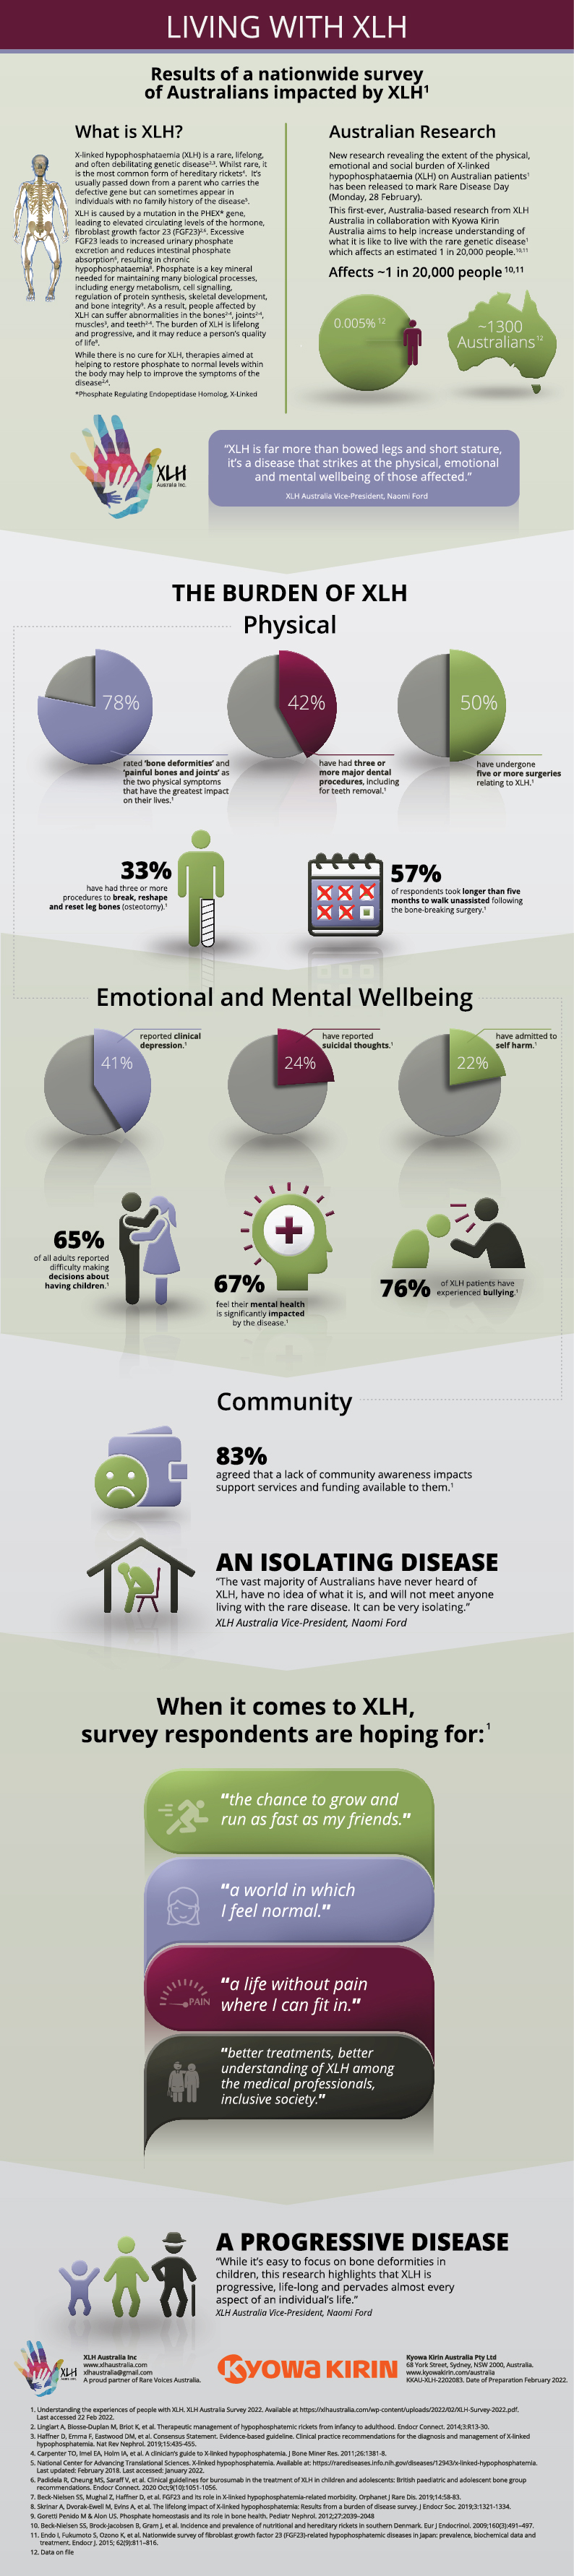 LIVING WITH XLH
Results of a nationwide survey
of Australians impacted by XLH¹
What is XLH?
X-linked hypophosphataemia (XLH) is a rare, lifelong,
and often debilitating genetic disease²,³. Whilst rare, it
is the most common form of hereditary rickets⁴. It's
usually passed down from a parent who carries the
defective gene but can sometimes appear in
individuals with no family history of the disease⁵.
XLH is caused by a mutation in the PHEX* gene,
leading to elevated circulating levels of the hormone,
fibroblast growth factor 23 (FGF23)²,⁶. Excessive
FGF23 leads to increased urinary phosphate
excretion and reduces intestinal phosphate
absorption⁶, resulting in chronic
hypophosphataemia⁸. Phosphate is a key mineral
needed for maintaining many biological processes,
including energy metabolism, cell signalling,
regulation of protein synthesis, skeletal development,
and bone integrity⁹. As a result, people affected by
XLH can suffer abnormalities in the bones²,⁴, joints²,⁴,
muscles³, and teeth²,⁴. The burden of XLH is lifelong
and progressive, and it may reduce a person's quality
of life⁸.
While there is no cure for XLH, therapies aimed at
helping to restore phosphate to normal levels within
the body may help to improve the symptoms of the
disease²,⁴.
*Phosphate Regulating Endopeptidase Homolog, X-Linked
Australian Research
New research revealing the extent of the physical,
emotional and social burden of X-linked
hypophosphataemia (XLH) on Australian patients¹
has been released to mark Rare Disease Day
(Monday, 28 February).
This first-ever, Australia-based research from XLH
Australia in collaboration with Kyowa Kirin
Australia aims to help increase understanding of
what it is like to live with the rare genetic disease¹
which affects an estimated 1 in 20,000 people.¹⁰,¹¹
Affects ~1 in 20,000 people ¹⁰,¹¹
0.005% ¹²
~1300
Australians ¹²
XLH
Australia Inc.
"XLH is far more than bowed legs and short stature,
it's a disease that strikes at the physical, emotional
and mental wellbeing of those affected."
XLH Australia Vice-President, Naomi Ford
THE BURDEN OF XLH
Physical
78%
rated 'bone deformities' and
'painful bones and joints' as
the two physical symptoms
that have the greatest impact
on their lives.¹
42%
have had three or
more major dental
procedures, including
for teeth removal.¹
50%
have undergone
five or more surgeries
relating to XLH.¹
33%
have had three or more
procedures to break, reshape
and reset leg bones (osteotomy).¹
57%
of respondents took longer than five
months to walk unassisted following
the bone-breaking surgery.¹
Emotional and Mental Wellbeing
41%
reported clinical
depression.¹
24%
have reported
suicidal thoughts.¹
22%
have admitted to
self harm.¹
65%
of all adults reported
difficulty making
decisions about
having children.¹
67%
feel their mental health
is significantly impacted
by the disease.¹
76%
of XLH patients have
experienced bullying.¹
Community
83%
agreed that a lack of community awareness impacts
support services and funding available to them.¹
AN ISOLATING DISEASE
"The vast majority of Australians have never heard of
XLH, have no idea of what it is, and will not meet anyone
living with the rare disease. It can be very isolating."
XLH Australia Vice-President, Naomi Ford
When it comes to XLH,
survey respondents are hoping for:¹
"the chance to grow and
run as fast as my friends."
"a world in which
I feel normal."
PAIN
"a life without pain
where I can fit in."
"better treatments, better
understanding of XLH among
the medical professionals,
inclusive society."
A PROGRESSIVE DISEASE
"While it's easy to focus on bone deformities in
children, this research highlights that XLH is
progressive, life-long and pervades almost every
aspect of an individual's life."
XLH Australia Vice-President, Naomi Ford
XLH
XLH Australia Inc
www.xlhaustralia.com
xlhaustralia@gmail.com
A proud partner of Rare Voices Australia.
KYOWA KIRIN
Kyowa Kirin Australia Pty Ltd
68 York Street, Sydney, NSW 2000, Australia.
www.kyowakirin.com/australia
KKAU-XLH-2202083. Date of Preparation February 2022.
1. Understanding the experiences of people with XLH. XLH Australia Survey 2022. Available at https://xlhaustralia.com/wp-content/uploads/2022/02/XLH-Survey-2022.pdf.
Last accessed 22 Feb 2022.
2. Linglart A, Biosse-Duplan M, Briot K, et al. Therapeutic management of hypophosphatemic rickets from infancy to adulthood. Endocr Connect. 2014;3:R13-30.
3. Haffner D, Emma F, Eastwood DM, et al. Consensus Statement. Evidence-based guideline. Clinical practice recommendations for the diagnosis and management of X-linked
hypophosphatemia. Nat Rev Nephrol. 2019;15:435-455.
4. Carpenter TO, Imel EA, Holm IA, et al. A clinician's guide to X-linked hypophosphatemia. J Bone Miner Res. 2011;26:1381-8.
5. National Center for Advancing Translational Sciences. X-linked hypophosphatemia. Available at: https://rarediseases.info.nih.gov/diseases/12943/x-linked-hypophosphatemia.
Last updated: February 2018. Last accessed: January 2022.
6. Padidela R, Cheung MS, Saraff V, et al. Clinical guidelines for burosumab in the treatment of XLH in children and adolescents: British paediatric and adolescent bone group
recommendations. Endocr Connect. 2020 Oct;9(10):1051-1056.
7. Beck-Nielsen SS, Mughal Z, Haffner D, et al. FGF23 and its role in X-linked hypophosphatemia-related morbidity. Orphanet J Rare Dis. 2019;14:58-83.
8. Skrinar A, Dvorak-Ewell M, Evins A, et al. The lifelong impact of X-linked hypophosphatemia: Results from a burden of disease survey. J Endocr Soc. 2019;3:1321-1334.
9. Goretti Penido M & Alon US. Phosphate homeostasis and its role in bone health. Pediatr Nephrol. 2012;27:2039-2048
10. Beck-Nielsen SS, Brock-Jacobsen B, Gram J, et al. Incidence and prevalence of nutritional and hereditary rickets in southern Denmark. Eur J Endocrinol. 2009;160(3):491–497.
11. Endo I, Fukumoto S, Ozono K, et al. Nationwide survey of fibroblast growth factor 23 (FGF23)-related hypophosphatemic diseases in Japan: prevalence, biochemical data and
treatment. Endocr J. 2015; 62(9):811–816.
12. Data on file